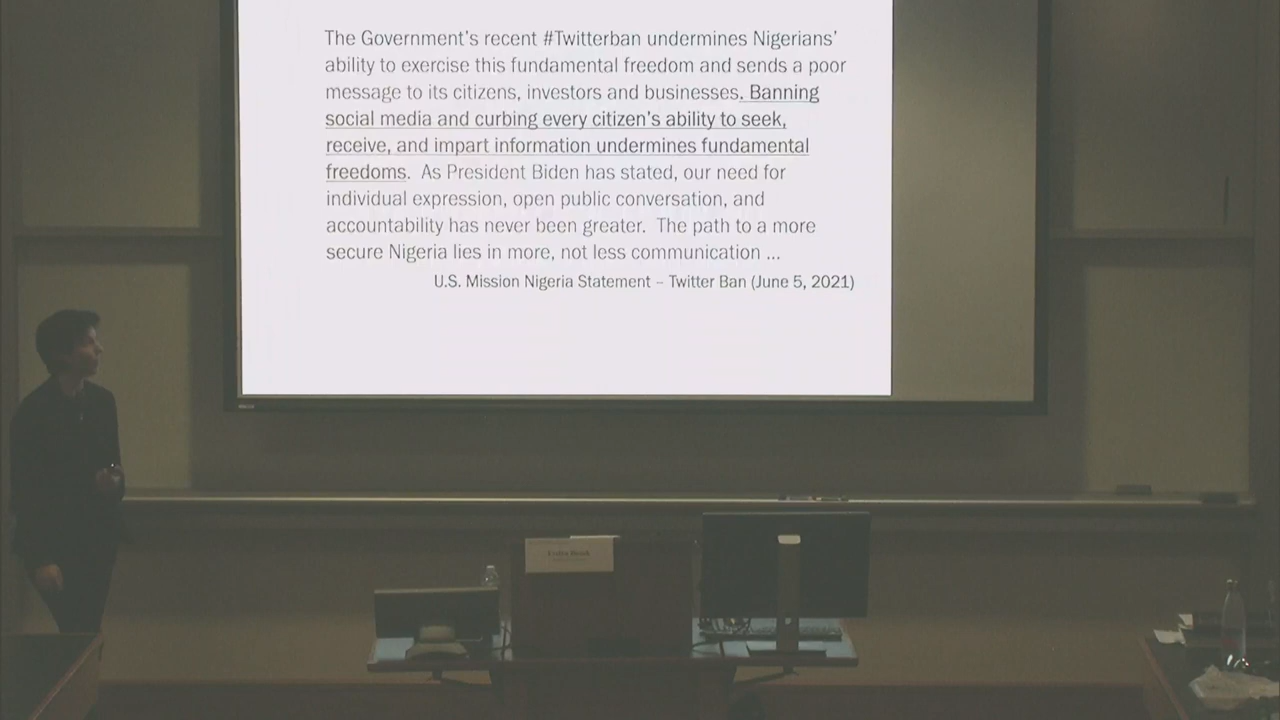 The Government's recent #Twitterban undermines Nigerians'
ability to exercise this fundamental freedom and sends a poor
message to its citizens, investors and businesses. Banning
social media and curbing every citizen's ability to seek,
receive, and impart information undermines fundamental
freedoms.  As President Biden has stated, our need for
individual expression, open public conversation, and
accountability has never been greater.  The path to a more
secure Nigeria lies in more, not less communication ...
U.S. Mission Nigeria Statement – Twitter Ban (June 5, 2021)